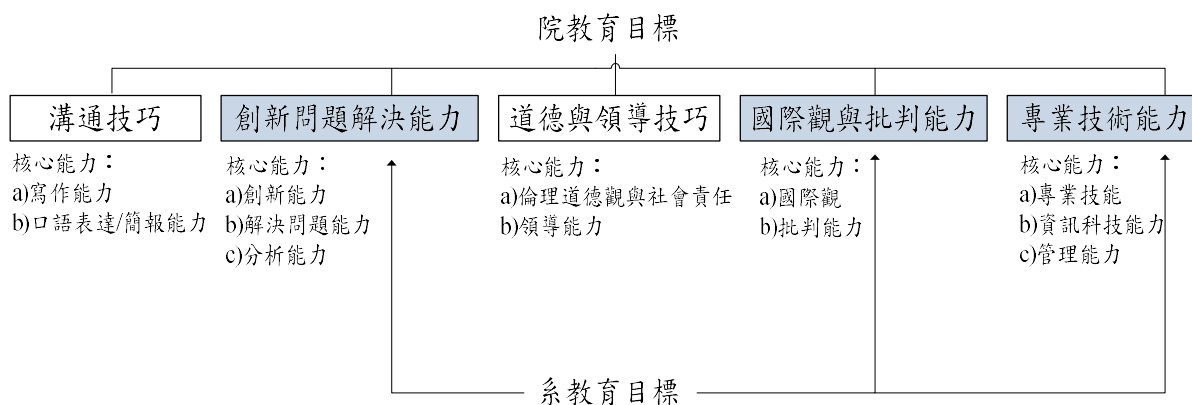 院教育目標
溝通技巧
核心能力：
a)寫作能力
b)口語表達/簡報能力
創新問題解決能力
核心能力：
a)創新能力
b)解決問題能力
c)分析能力
道德與領導技巧
核心能力：
a)倫理道德觀與社會責任
b)領導能力
國際觀與批判能力
核心能力：
a)國際觀
b)批判能力
專業技術能力
核心能力：
a)專業技能
b)資訊科技能力
c)管理能力
系教育目標